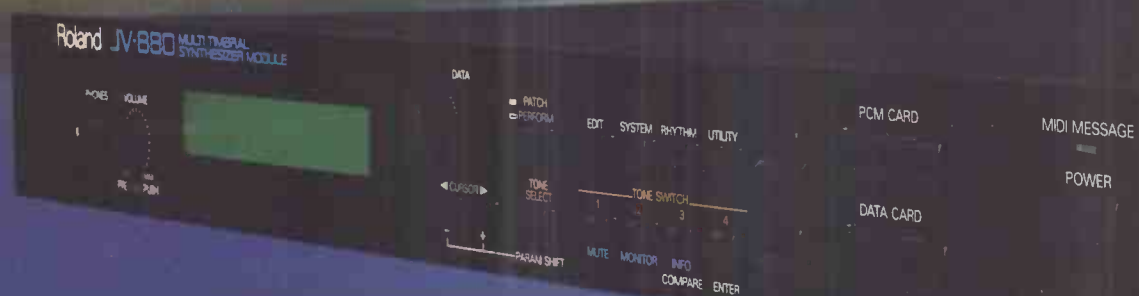 Roland JV-880 MULTI TIMBRAL
SYNTHESIZER MODULE
PHONES VOLUME
PUSH
DATA
PATCH
PERFORM
EDIT SYSTEM RHYTHM UTILITY
◀CURSOR▶
TONE
SELECT
TONE SWITCH
1 3 4
- +
PARAM SHIFT
MUTE MONITOR INFO
COMPARE ENTER
PCM CARD
DATA CARD
MIDI MESSAGE
POWER